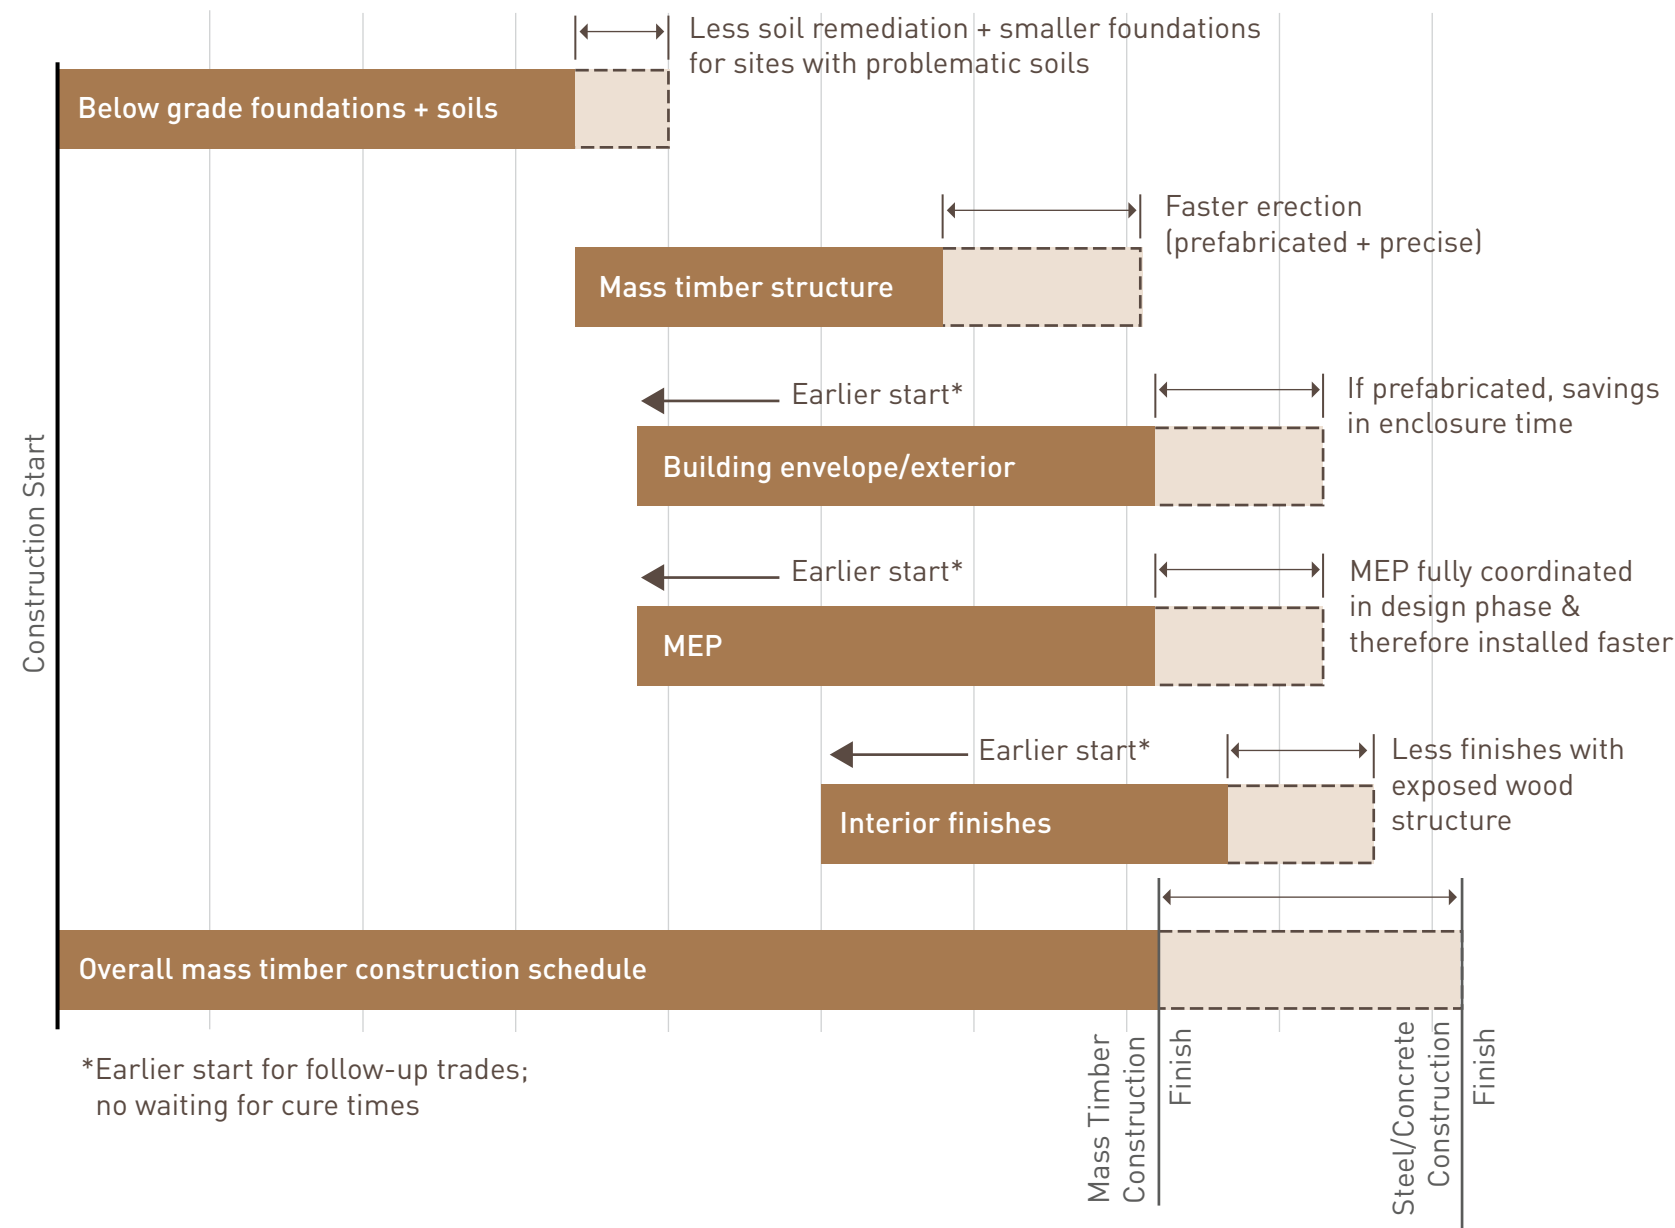 Less soil remediation + smaller foundations
for sites with problematic soils
Below grade foundations + soils
Faster erection
(prefabricated + precise)
Mass timber structure
Earlier start*
If prefabricated, savings
in enclosure time
Building envelope/exterior
Earlier start*
MEP fully coordinated
in design phase &
therefore installed faster
MEP
Earlier start*
Less finishes with
exposed wood
structure
Interior finishes
Overall mass timber construction schedule
Construction Start
*Earlier start for follow-up trades;
no waiting for cure times
Mass Timber
Construction
Finish
Steel/Concrete
Construction
Finish